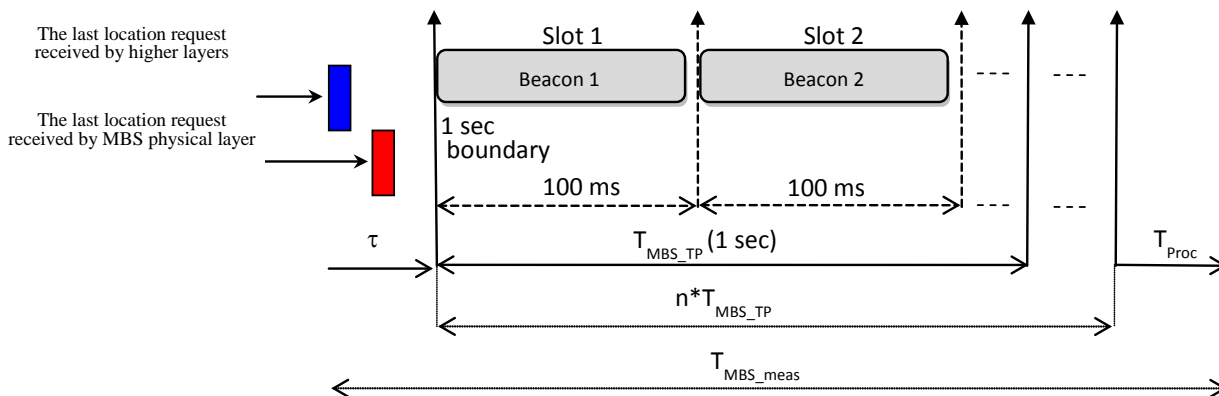 The last location request
received by higher layers
The last location request
received by MBS physical layer
Slot 1
Slot 2
Beacon 1
Beacon 2
1 sec
boundary
100 ms
100 ms
τ
T_MBS_TP (1 sec)
T_Proc
n*T_MBS_TP
T_MBS_meas